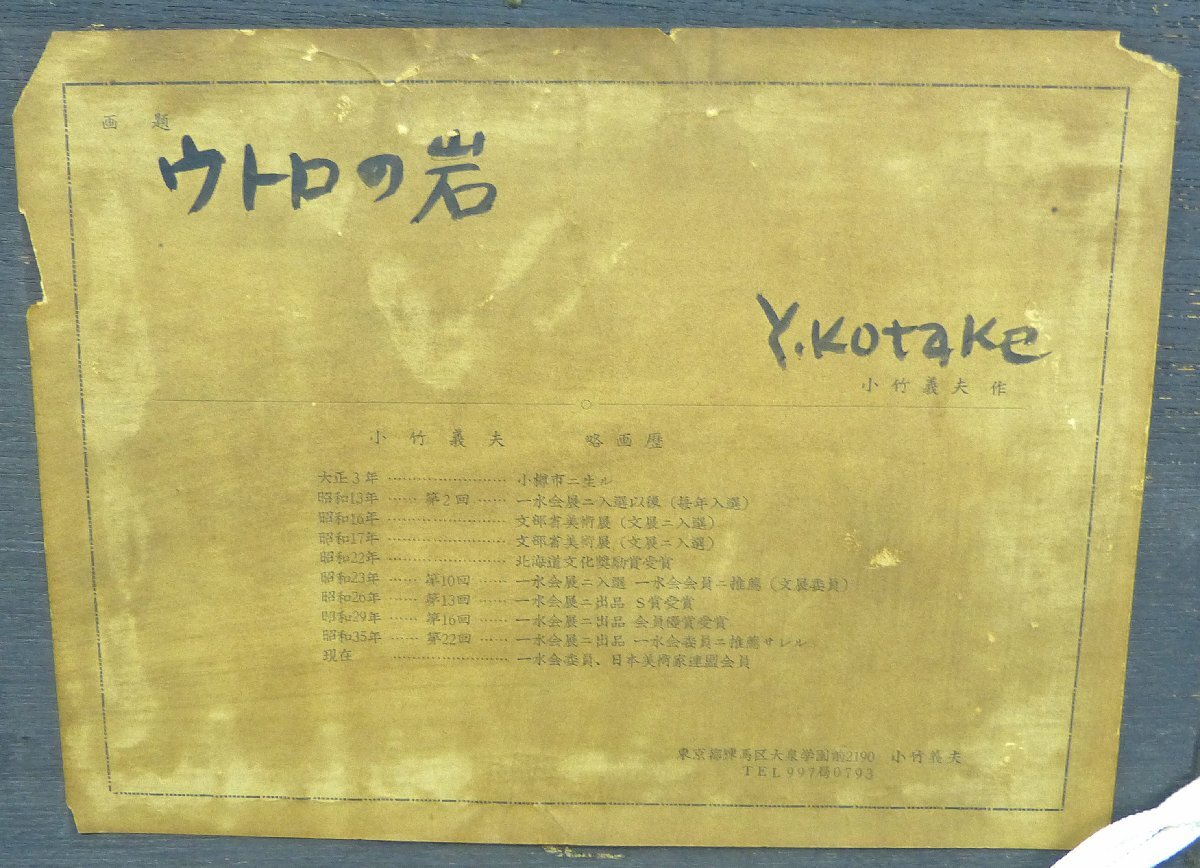 画 題
ウトロの岩
Y.Kotake
小 竹 義 夫 作
小 竹 義 夫 略 画 歴
大正3年 ……………………… 小樽市ニ生ル
昭和13年 …… 第2回 …… 一水会展ニ入選以後（毎年入選）
昭和16年 ……………………… 文部省美術展（文展ニ入選）
昭和17年 ……………………… 文部省美術展（文展ニ入選）
昭和22年 ……………………… 北海道文化奨励賞受賞
昭和23年 …… 第10回 …… 一水会展ニ入選 一水会会員ニ推薦（文展委員）
昭和26年 …… 第13回 …… 一水会展ニ出品 S賞受賞
昭和29年 …… 第16回 …… 一水会展ニ出品 会員優賞受賞
昭和35年 …… 第22回 …… 一水会展ニ出品 一水会委員ニ推薦サレル
現在 ……………………… 一水会委員、日本美術家連盟会員
東京都練馬区大泉学園町2190 小竹義夫
TEL 997 0793